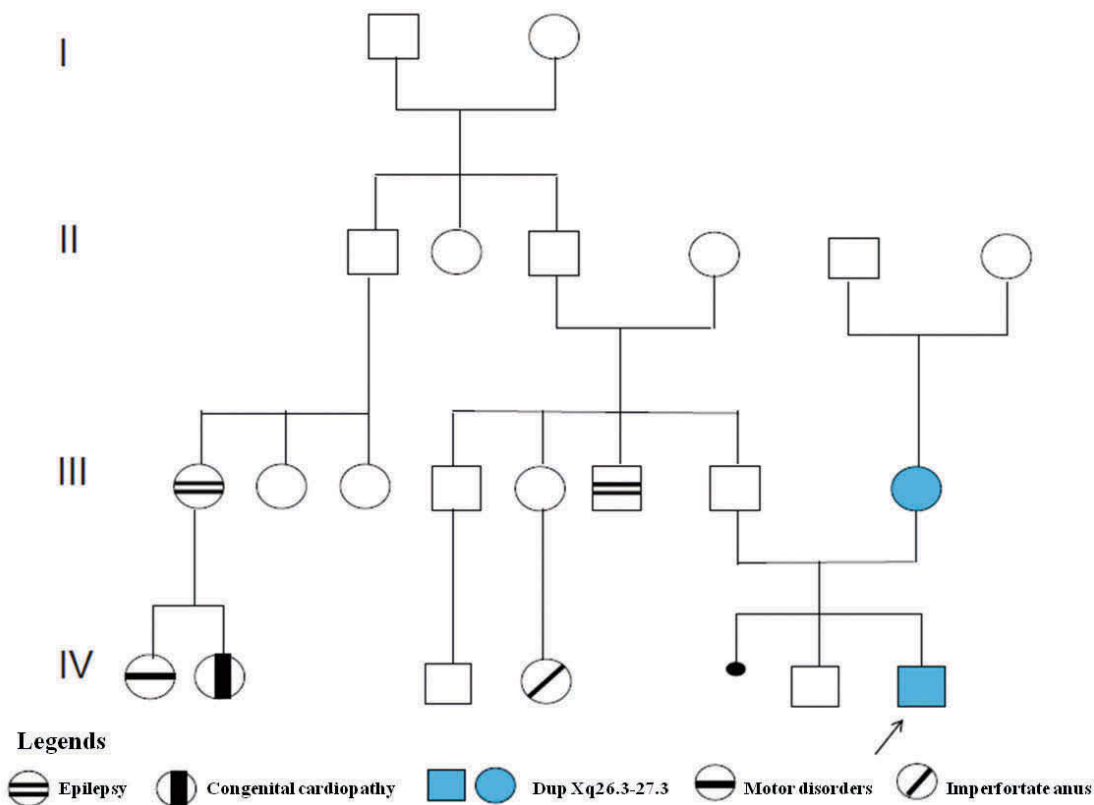 I
II
III
IV
Legends
Epilepsy Congenital cardiopathy Dup Xq26.3-27.3 Motor disorders Imperfortate anus